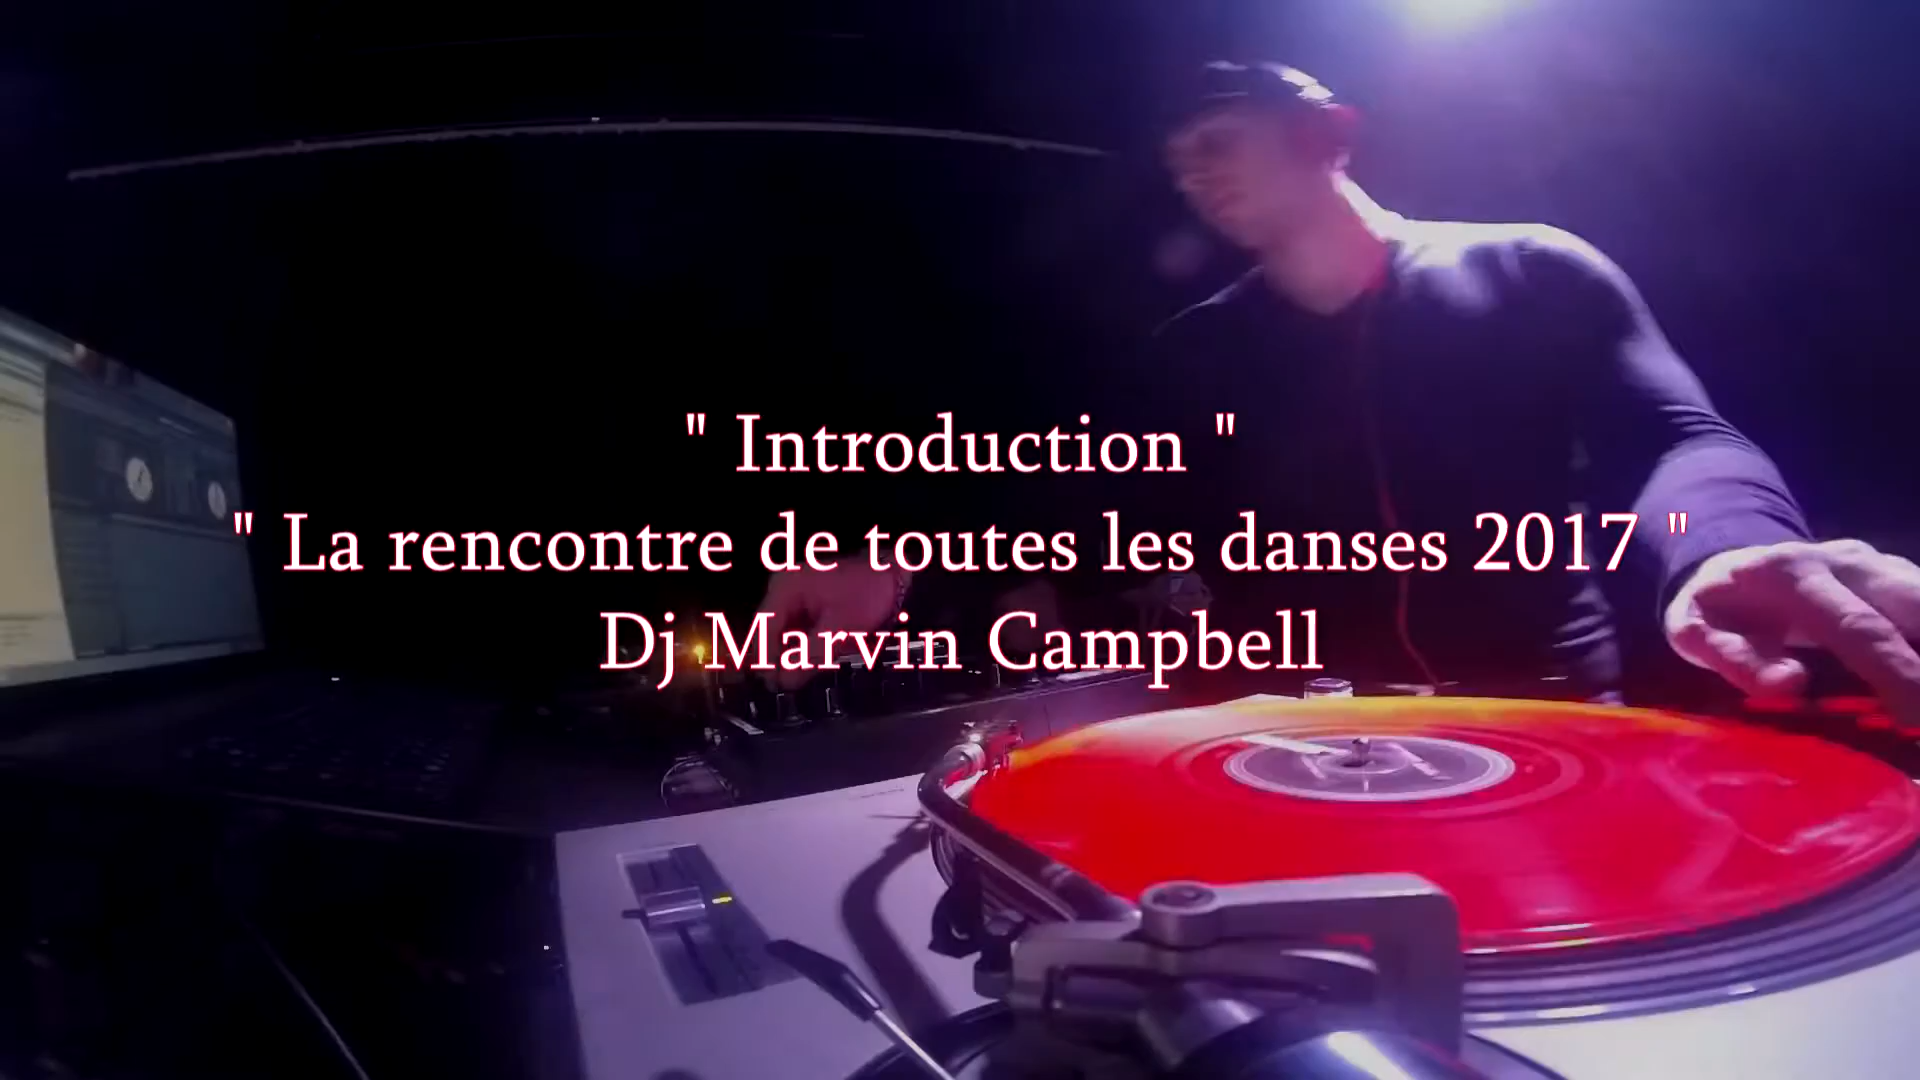 " Introduction "
" La rencontre de toutes les danses 2017 "
Dj Marvin Campbell